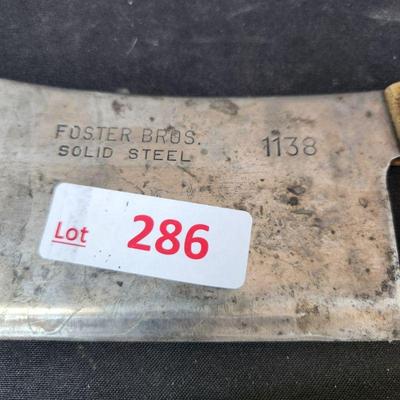 FOSTER BROS. 1138
SOLID STEEL
Lot 286